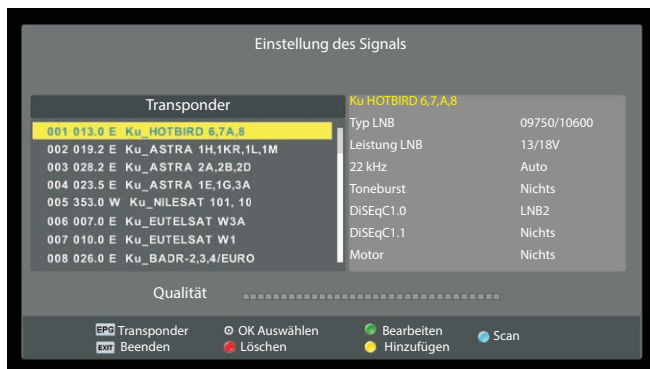 Einstellung des Signals
Transponder
001 013.0 E Ku_HOTBIRD 6,7A,8
002 019.2 E Ku_ASTRA 1H,1KR,1L,1M
003 028.2 E Ku_ASTRA 2A,2B,2D
004 023.5 E Ku_ASTRA 1E,1G,3A
005 353.0 W Ku_NILESAT 101, 10
006 007.0 E Ku_EUTELSAT W3A
007 010.0 E Ku_EUTELSAT W1
008 026.0 E Ku_BADR-2,3,4/EURO
Ku HOTBIRD 6,7,A,8
Typ LNB 09750/10600
Leistung LNB 13/18V
22 kHz Auto
Toneburst Nichts
DiSEqC1.0 LNB2
DiSEqC1.1 Nichts
Motor Nichts
Qualität
EPG Transponder OK Auswählen Bearbeiten Scan
EXIT Beenden Löschen Hinzufügen